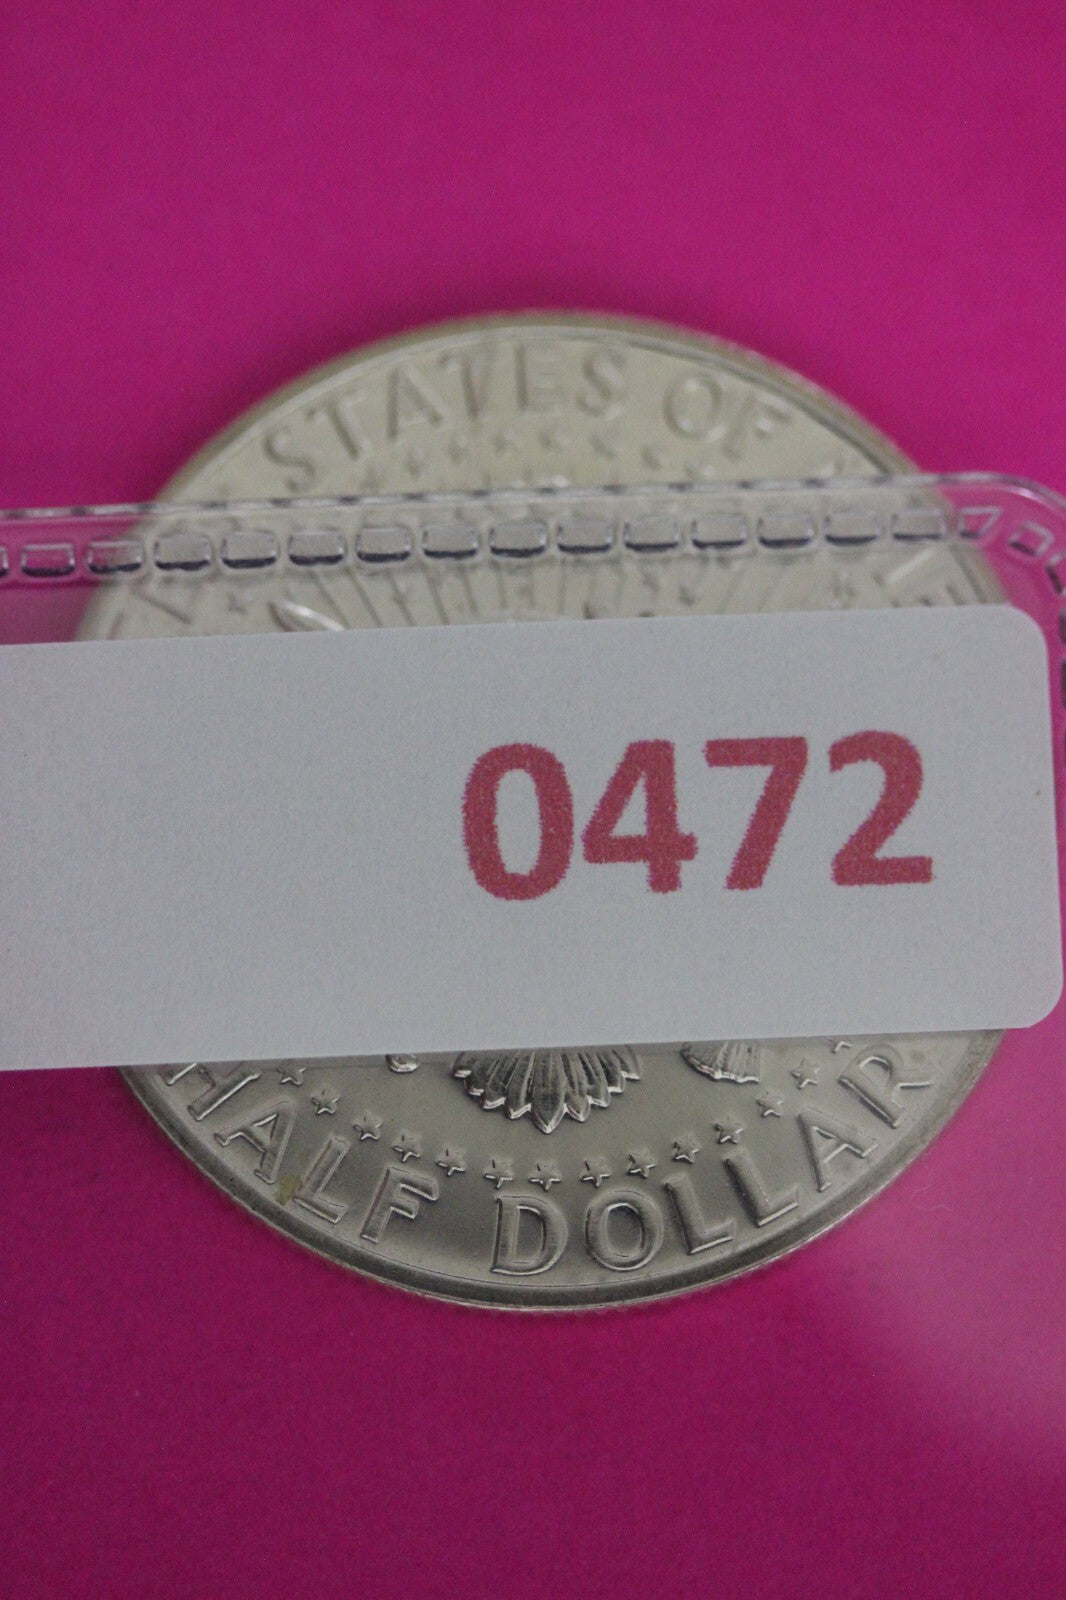 STATES OF
0472
HALF DOLLAR